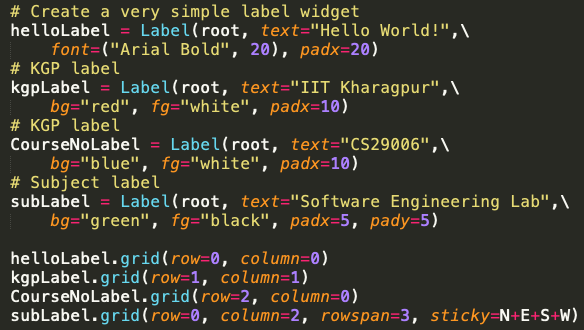 # Create a very simple label widget
helloLabel = Label(root, text="Hello World!",\
    font=("Arial Bold", 20), padx=20)
# KGP label
kgpLabel = Label(root, text="IIT Kharagpur",\
    bg="red", fg="white", padx=10)
# KGP label
CourseNoLabel = Label(root, text="CS29006",\
    bg="blue", fg="white", padx=10)
# Subject label
subLabel = Label(root, text="Software Engineering Lab",\
    bg="green", fg="black", padx=5, pady=5)

helloLabel.grid(row=0, column=0)
kgpLabel.grid(row=1, column=1)
CourseNoLabel.grid(row=2, column=0)
subLabel.grid(row=0, column=2, rowspan=3, sticky=N+E+S+W)